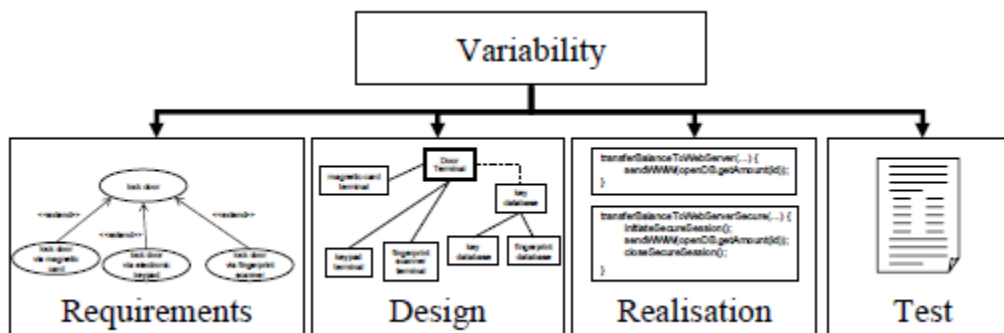 Variability
lock door
<<extend>>
<<extend>>
<<extend>>
lock door
via magnetic
card
lock door
via electronic
keypad
lock door
via fingerprint
scanner
Requirements
Door
Terminal
magnetic card
terminal
key
database
keypad
terminal
fingerprint
scanner
terminal
key
database
fingerprint
database
Design
transferBalanceToWebServer(...) {
sendWWW(openDB.getAmount(id));
}
transferBalanceToWebServerSecure(...) {
initiateSecureSession();
sendWWW(openDB.getAmount(id));
closeSecureSession();
}
Realisation
Test